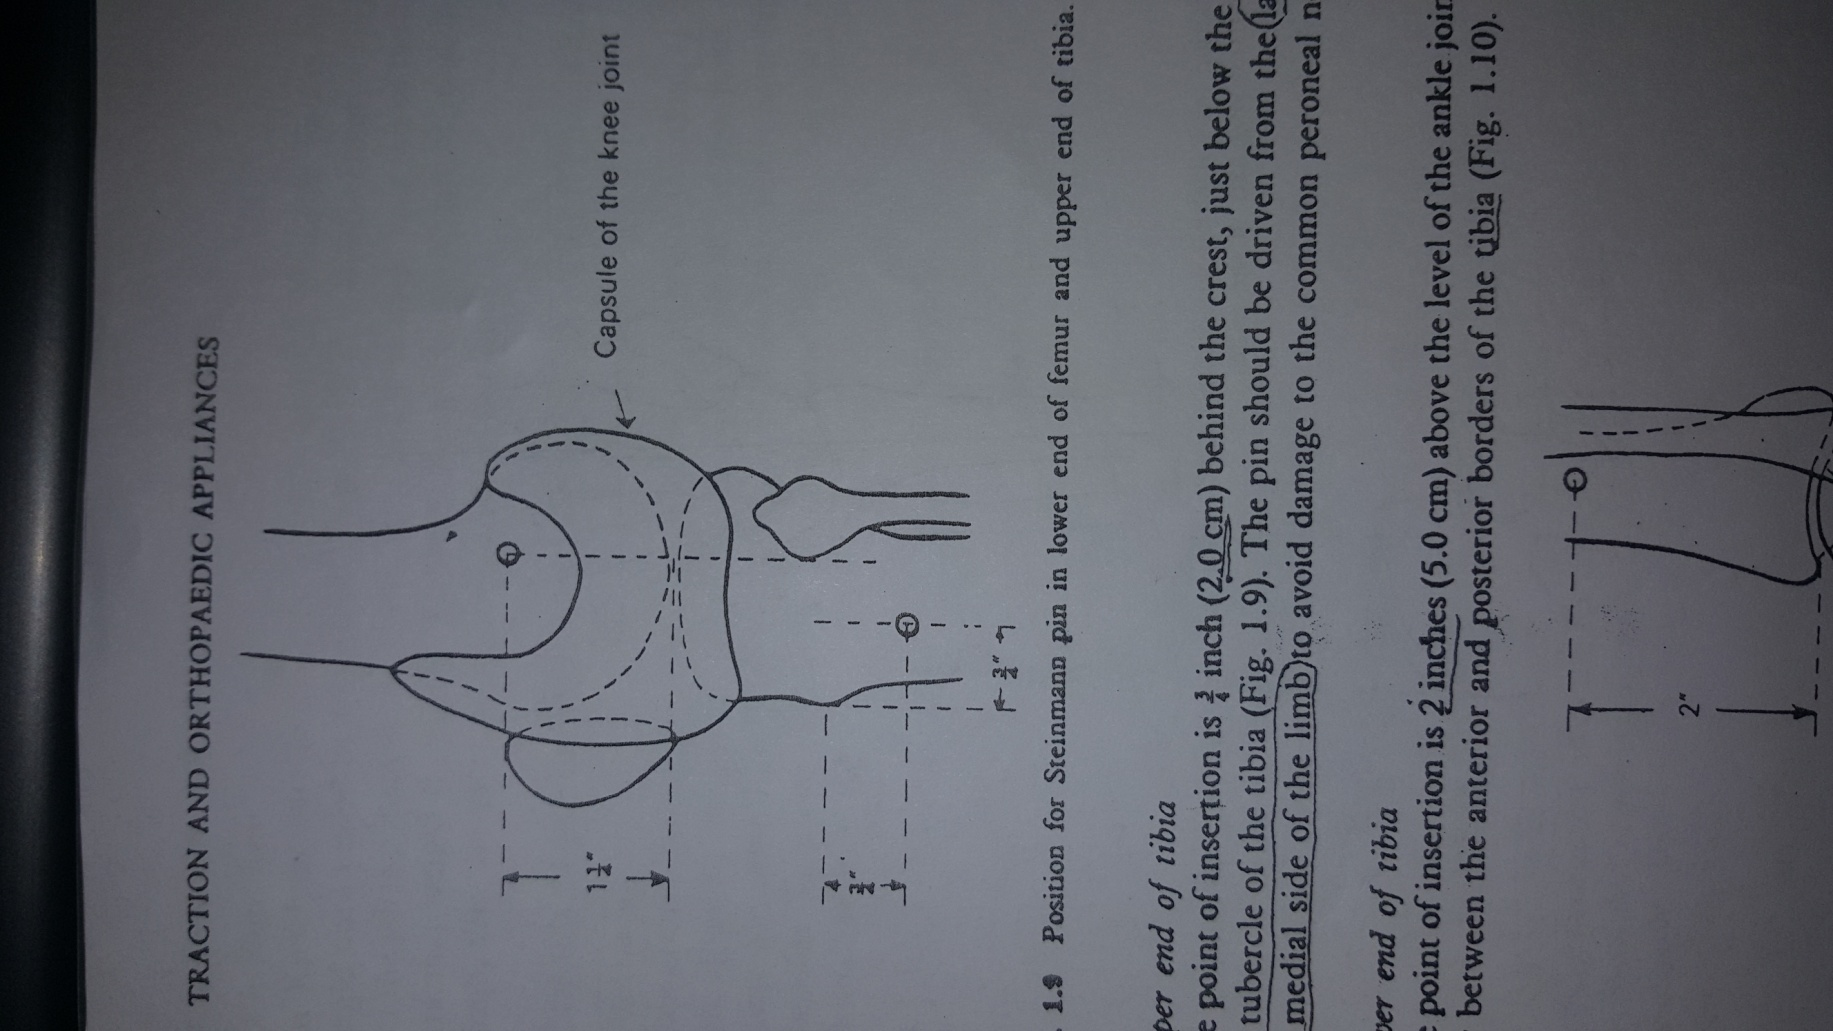 TRACTION AND ORTHOPAEDIC APPLIANCES
Capsule of the knee joint
1½"
¾"
¾"
1.9 Position for Steinmann pin in lower end of femur and upper end of tibia.
end of tibia
point of insertion is ¾ inch (2.0 cm) behind the crest, just below the
tubercle of the tibia (Fig. 1.9). The pin should be driven from the
medial side of the limb) to avoid damage to the common peroneal
end of tibia
point of insertion is 2 inches (5.0 cm) above the level of the ankle
between the anterior and posterior borders of the tibia (Fig. 1.10).
2"